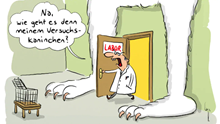 Na,
wie geht es denn
meinem Versuchs-
kaninchen?
LABOR